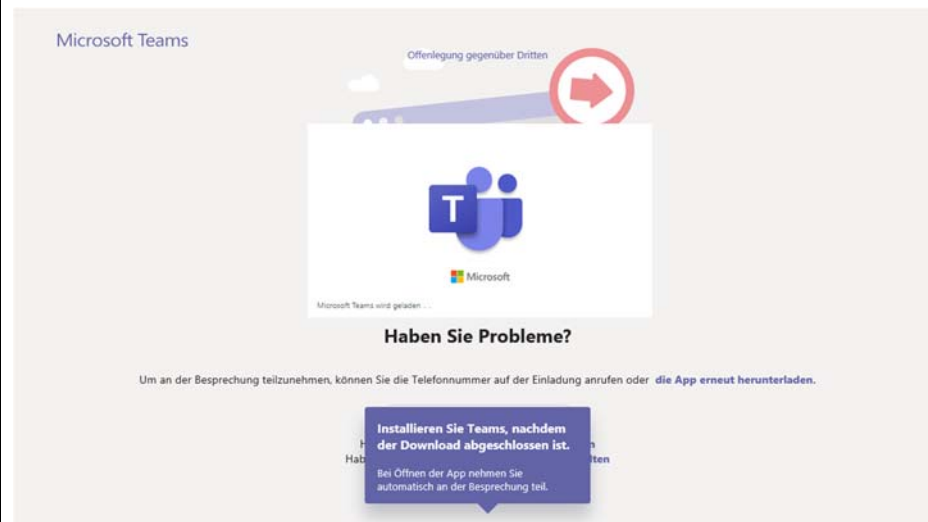 Microsoft Teams
Offenlegung gegenüber Dritten
T
Microsoft
Microsoft Teams wird geladen ...
Haben Sie Probleme?
Um an der Besprechung teilzunehmen, können Sie die Telefonnummer auf der Einladung anrufen oder die App erneut herunterladen.
Installieren Sie Teams, nachdem
der Download abgeschlossen ist.
Hab
lten
Bei Öffnen der App nehmen Sie
automatisch an der Besprechung teil.